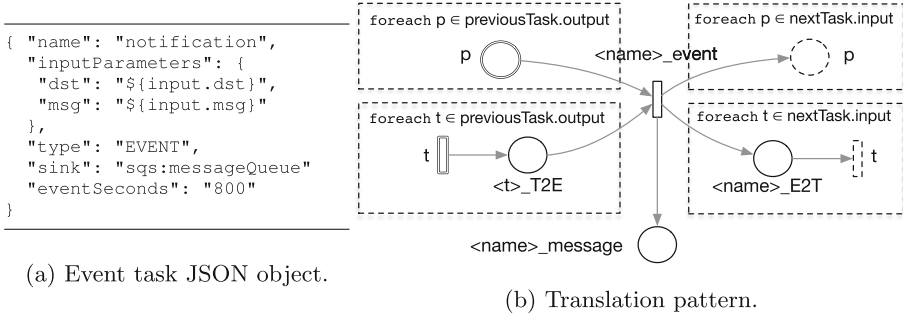 { "name": "notification",
"inputParameters": {
"dst": "${input.dst}",
"msg": "${input.msg}"
},
"type": "EVENT",
"sink": "sqs:messageQueue"
"eventSeconds": "800"
}
(a) Event task JSON object.
foreach p ∈ previousTask.output
p
<name>_event
foreach p ∈ nextTask.input
p
foreach t ∈ previousTask.output
t
<t>_T2E
foreach t ∈ nextTask.input
t
<name>_E2T
<name>_message
(b) Translation pattern.